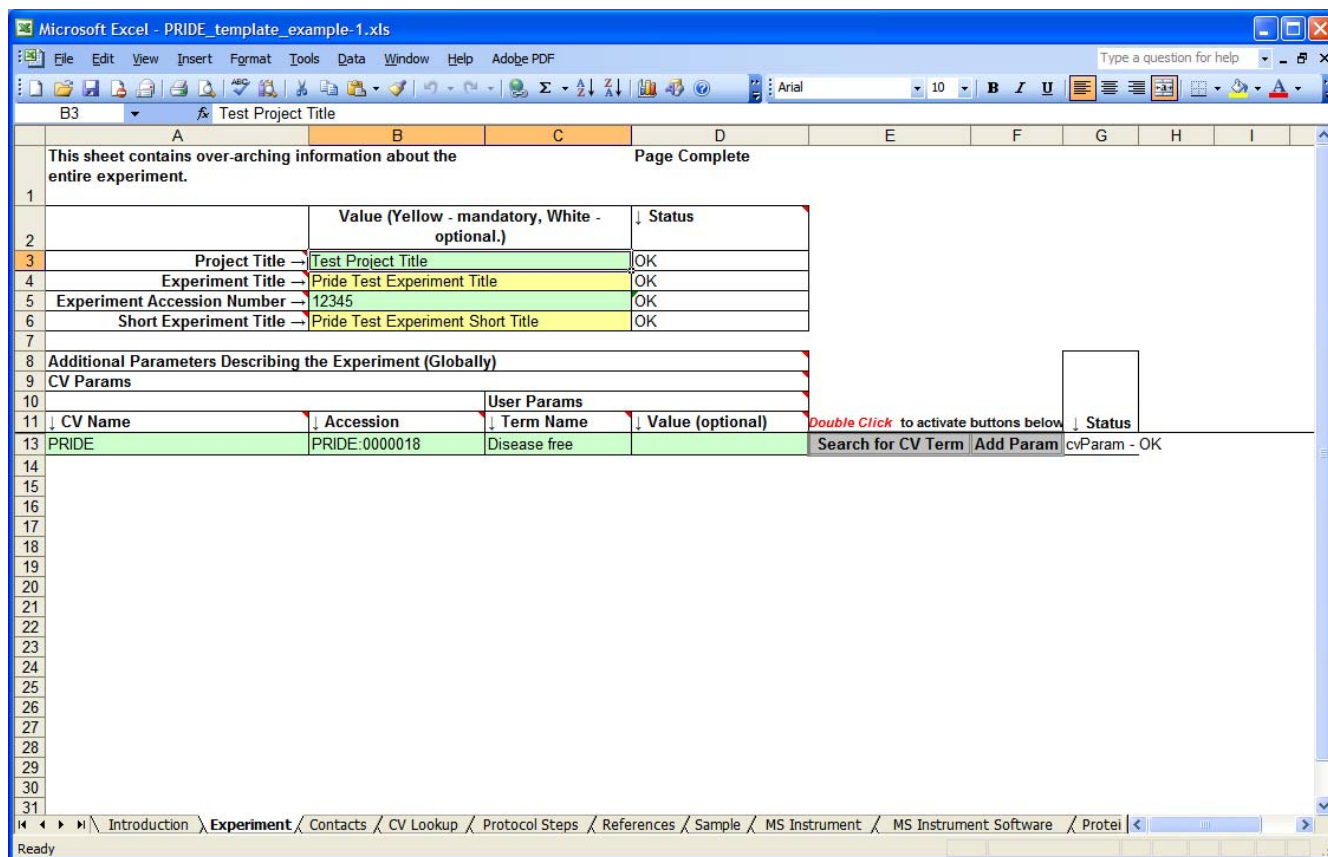 Microsoft Excel - PRIDE_template_example-1.xls
File Edit View Insert Format Tools Data Window Help Adobe PDF Type a question for help
Arial 10 B I U
B3 fx Test Project Title
A B C D E F G H I
1 This sheet contains over-arching information about the entire experiment. Page Complete
2 Value (Yellow - mandatory, White - optional.) ↓ Status
3 Project Title → Test Project Title OK
4 Experiment Title → Pride Test Experiment Title OK
5 Experiment Accession Number → 12345 OK
6 Short Experiment Title → Pride Test Experiment Short Title OK
7
8 Additional Parameters Describing the Experiment (Globally)
9 CV Params
10 User Params
11 ↓ CV Name ↓ Accession ↓ Term Name ↓ Value (optional) Double Click to activate buttons below ↓ Status
13 PRIDE PRIDE:0000018 Disease free Search for CV Term Add Param cvParam - OK
14
15
16
17
18
19
20
21
22
23
24
25
26
27
28
29
30
31
Introduction Experiment Contacts CV Lookup Protocol Steps References Sample MS Instrument MS Instrument Software Protei
Ready